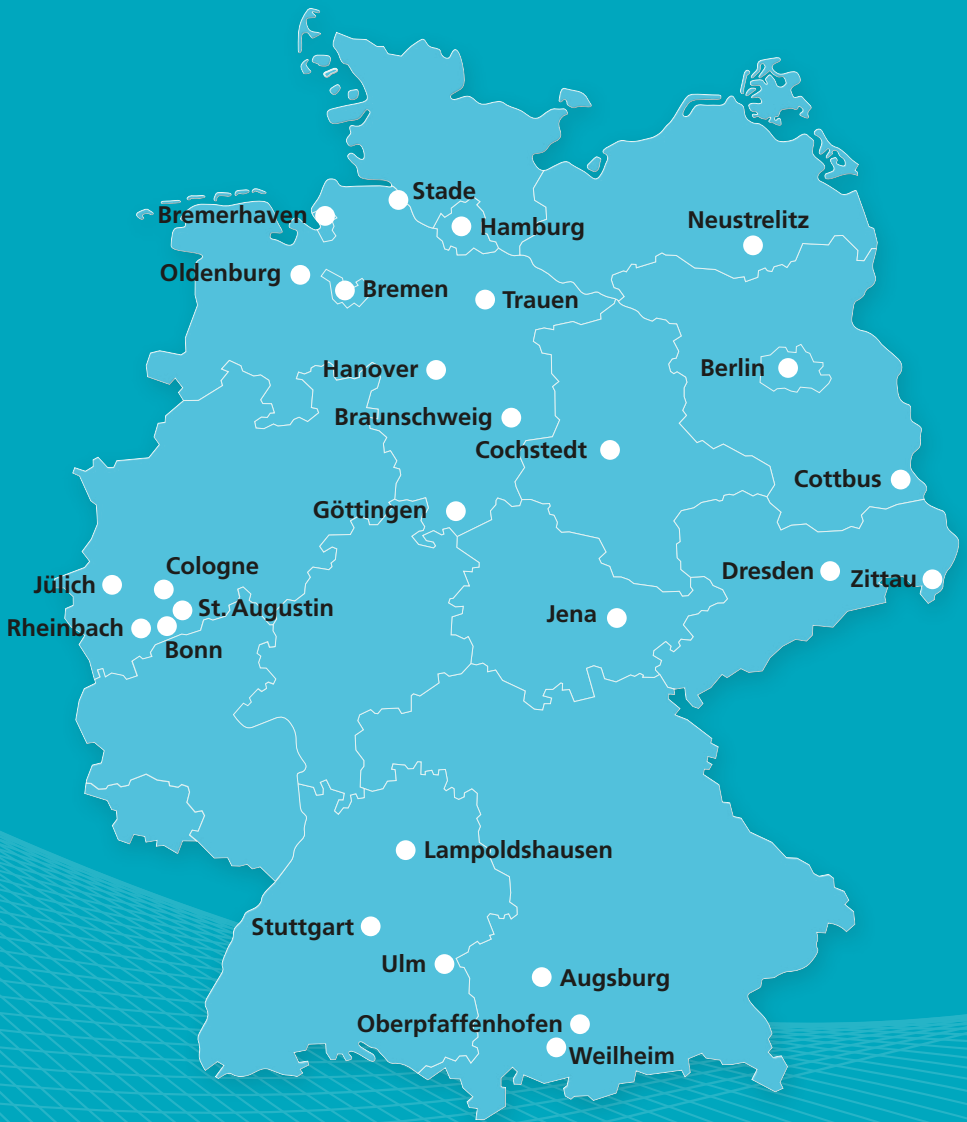 Stade
Bremerhaven
Hamburg
Neustrelitz
Oldenburg
Bremen
Trauen
Hanover
Berlin
Braunschweig
Cochstedt
Cottbus
Göttingen
Cologne
Jülich
Dresden
Zittau
St. Augustin
Jena
Rheinbach
Bonn
Lampoldshausen
Stuttgart
Ulm
Augsburg
Oberpfaffenhofen
Weilheim